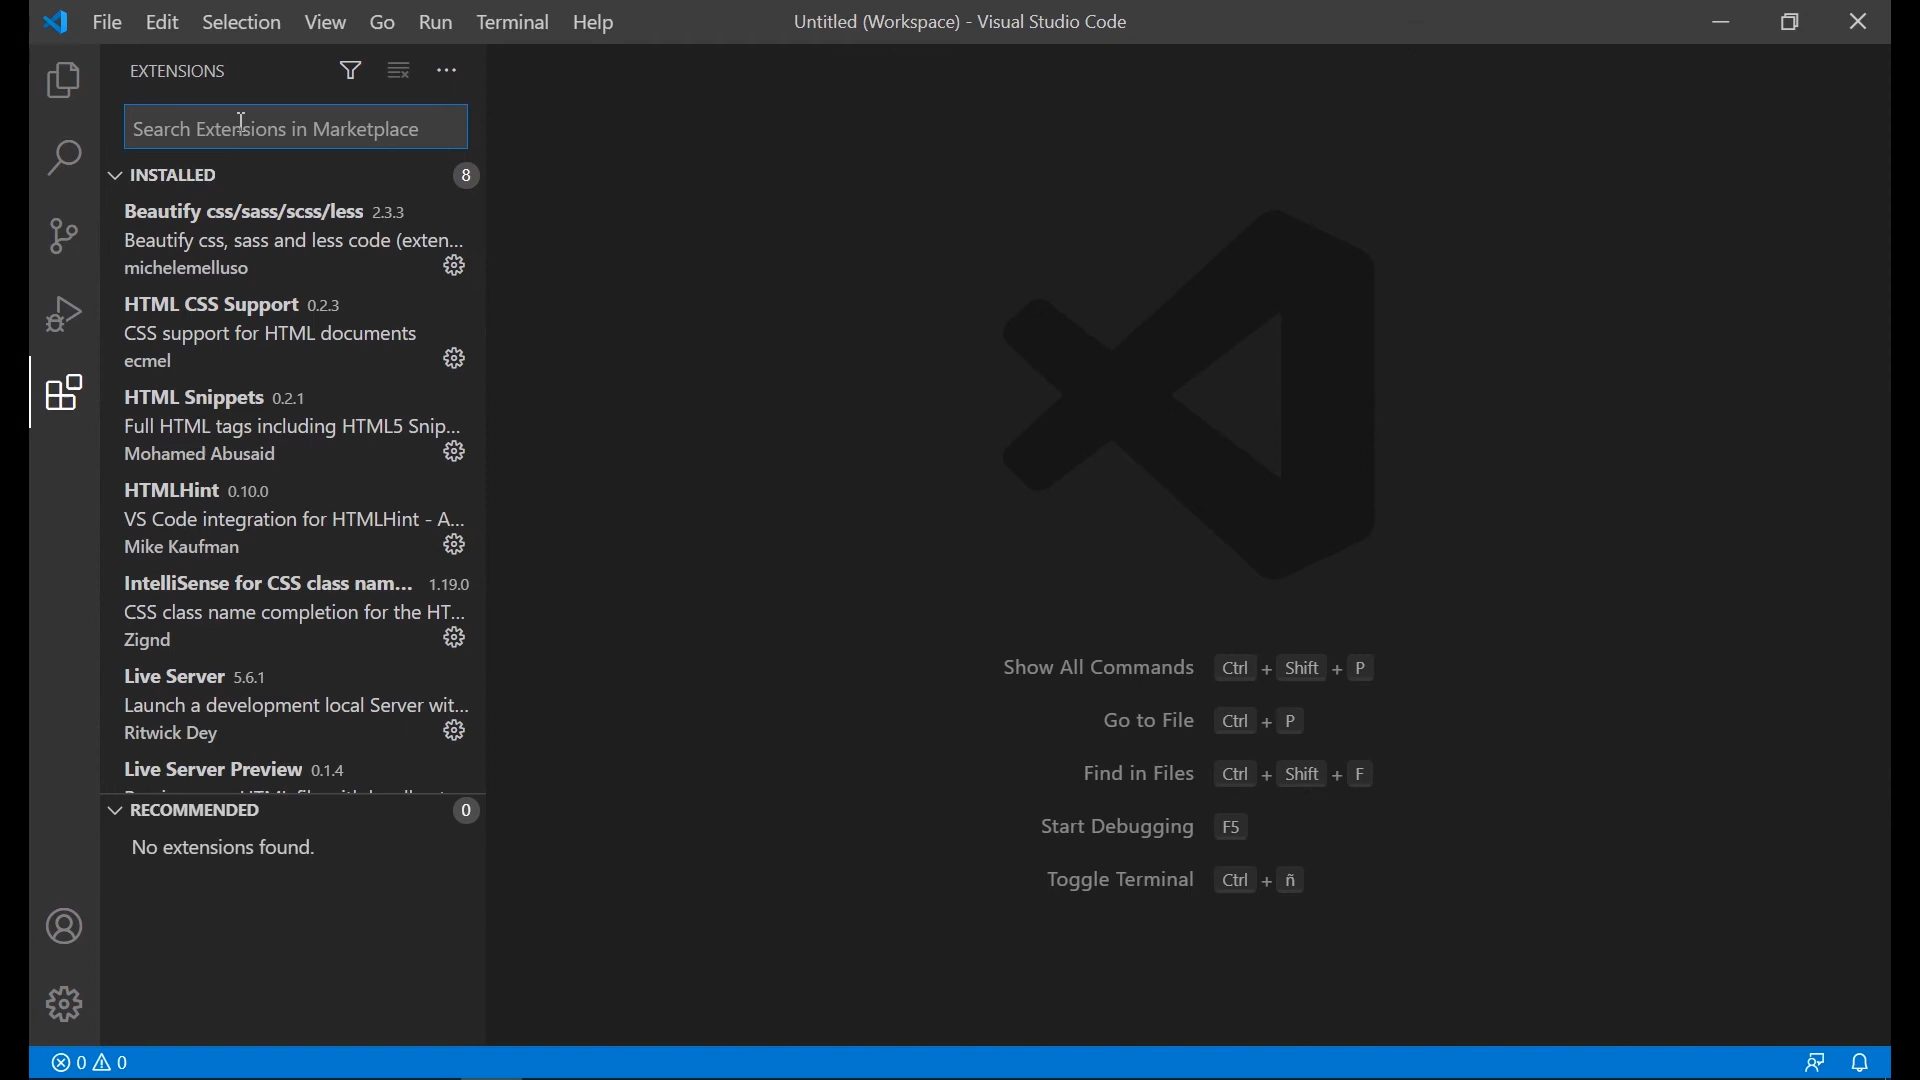 File Edit Selection View Go Run Terminal Help
Untitled (Workspace) - Visual Studio Code
EXTENSIONS
Search Extensions in Marketplace
INSTALLED 8
Beautify css/sass/scss/less 2.3.3
Beautify css, sass and less code (exten...
michelemelluso
HTML CSS Support 0.2.3
CSS support for HTML documents
ecmel
HTML Snippets 0.2.1
Full HTML tags including HTML5 Snip...
Mohamed Abusaid
HTMLHint 0.10.0
VS Code integration for HTMLHint - A...
Mike Kaufman
IntelliSense for CSS class nam... 1.19.0
CSS class name completion for the HT...
Zignd
Live Server 5.6.1
Launch a development local Server wit...
Ritwick Dey
Live Server Preview 0.1.4
RECOMMENDED 0
No extensions found.
Show All Commands Ctrl + Shift + P
Go to File Ctrl + P
Find in Files Ctrl + Shift + F
Start Debugging F5
Toggle Terminal Ctrl + ñ
0 0